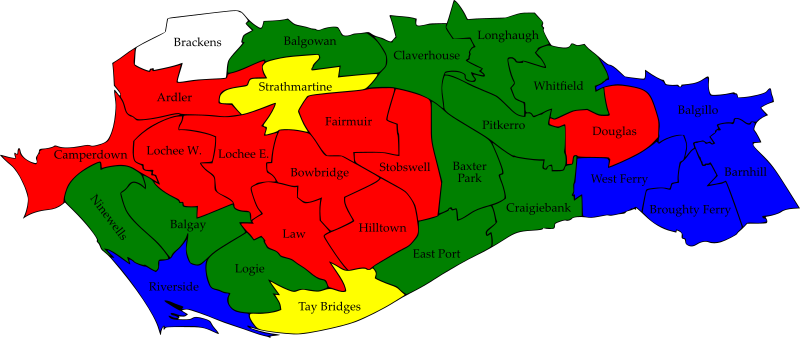 Longhaugh
Brackens
Balgowan
Claverhouse
Strathmartine
Whitfield
Ardler
Balgillo
Fairmuir
Pitkerro
Douglas
Camperdown
Lochee W.
Lochee E.
Bowbridge
Stobswell
Baxter
Park
West Ferry
Barnhill
Ninewells
Balgay
Craigiebank
Broughty Ferry
Law
Hilltown
East Port
Logie
Riverside
Tay Bridges